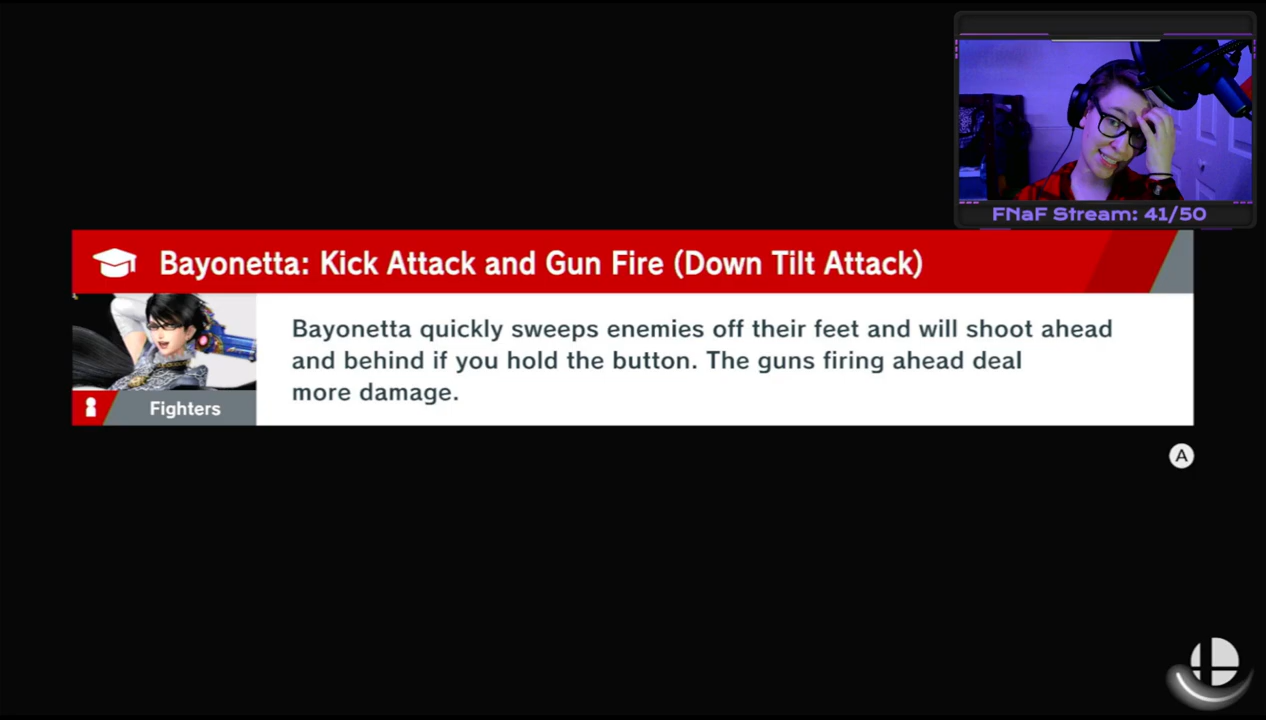 FNaF Stream: 41/50
Bayonetta: Kick Attack and Gun Fire (Down Tilt Attack)
Bayonetta quickly sweeps enemies off their feet and will shoot ahead
and behind if you hold the button. The guns firing ahead deal
more damage.
Fighters
A